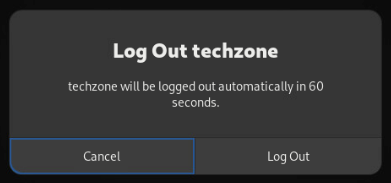 Log Out techzone
techzone will be logged out automatically in 60
seconds.
Cancel
Log Out